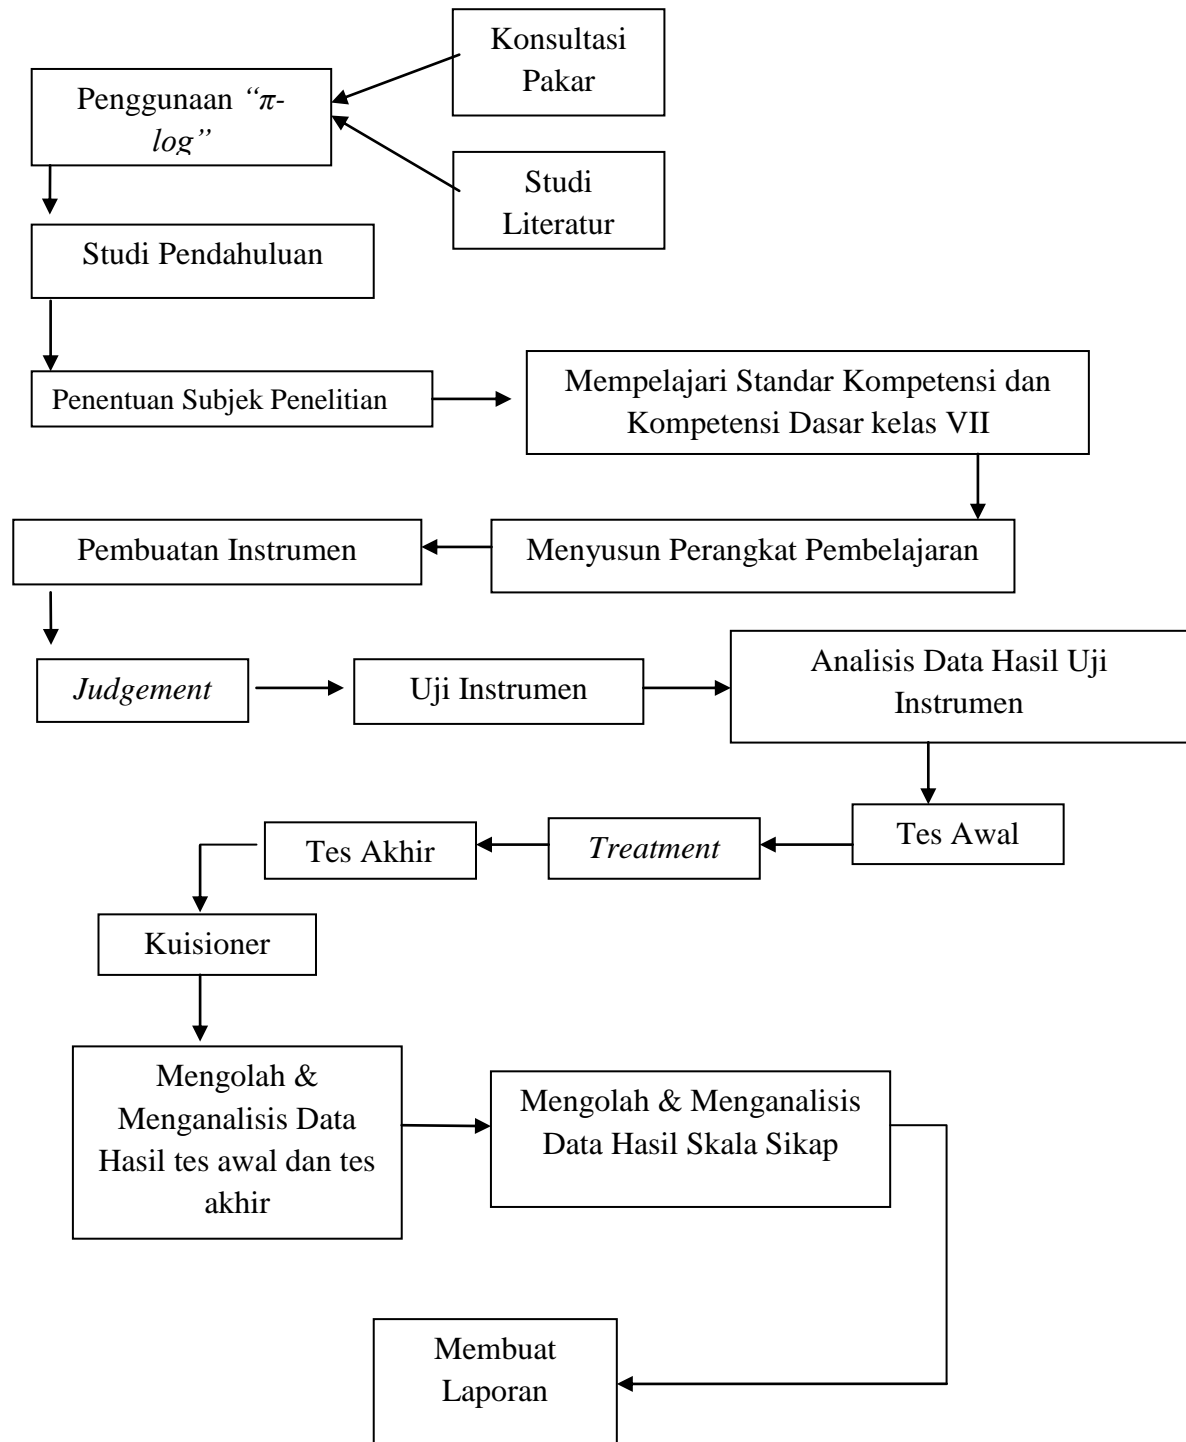 Konsultasi
Pakar
Penggunaan “π-
log”
Studi
Literatur
Studi Pendahuluan
Penentuan Subjek Penelitian
Mempelajari Standar Kompetensi dan
Kompetensi Dasar kelas VII
Pembuatan Instrumen
Menyusun Perangkat Pembelajaran
Judgement
Uji Instrumen
Analisis Data Hasil Uji
Instrumen
Tes Akhir
Treatment
Tes Awal
Kuisioner
Mengolah &
Menganalisis Data
Hasil tes awal dan tes
akhir
Mengolah & Menganalisis
Data Hasil Skala Sikap
Membuat
Laporan